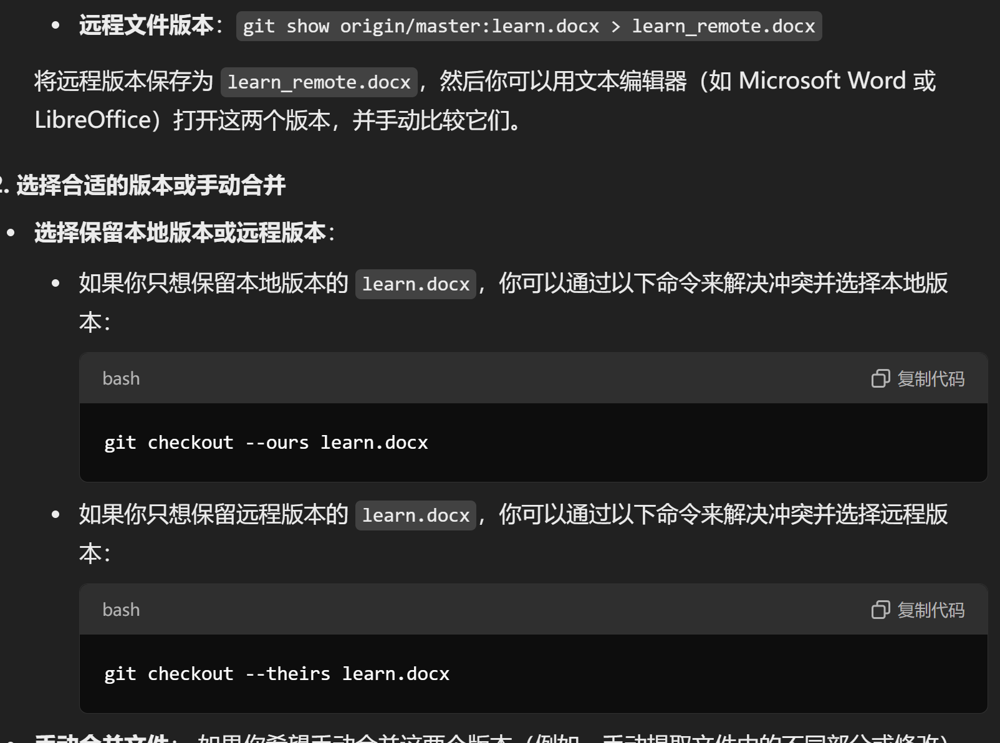 • 远程文件版本：git show origin/master:learn.docx > learn_remote.docx
将远程版本保存为 learn_remote.docx，然后你可以用文本编辑器（如 Microsoft Word 或
LibreOffice）打开这两个版本，并手动比较它们。
2. 选择合适的版本或手动合并
• 选择保留本地版本或远程版本：
• 如果你只想保留本地版本的 learn.docx，你可以通过以下命令来解决冲突并选择本地版
本：
bash 复制代码
git checkout --ours learn.docx
• 如果你只想保留远程版本的 learn.docx，你可以通过以下命令来解决冲突并选择远程版
本：
bash 复制代码
git checkout --theirs learn.docx
• 手动合并文件：如果你希望手动合并这两个版本（例如，手动提取文件中的不同部分或修改）